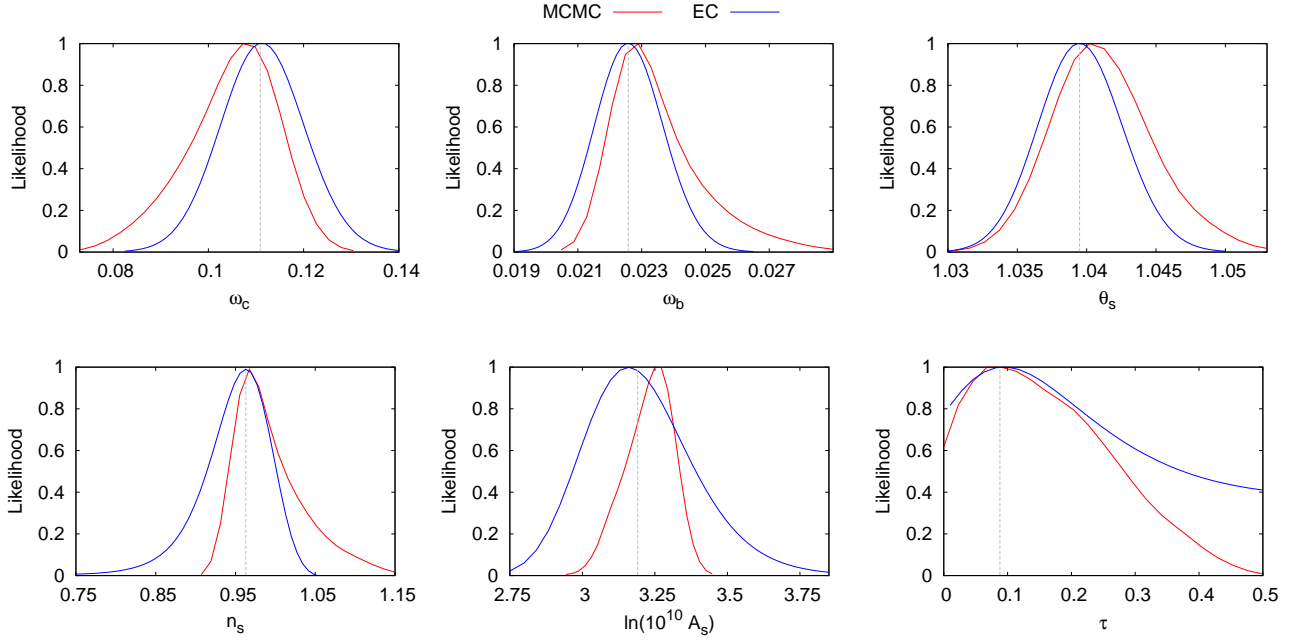 MCMC EC
1
0.8
0.6
0.4
0.2
0
Likelihood
0.08 0.1 0.12 0.14
ω_c
1
0.8
0.6
0.4
0.2
0
Likelihood
0.019 0.021 0.023 0.025 0.027
ω_b
1
0.8
0.6
0.4
0.2
0
Likelihood
1.03 1.035 1.04 1.045 1.05
θ_s
1
0.8
0.6
0.4
0.2
0
Likelihood
0.75 0.85 0.95 1.05 1.15
n_s
1
0.8
0.6
0.4
0.2
0
Likelihood
2.75 3 3.25 3.5 3.75
ln(10^10 A_s)
1
0.8
0.6
0.4
0.2
0
Likelihood
0 0.1 0.2 0.3 0.4 0.5
τ